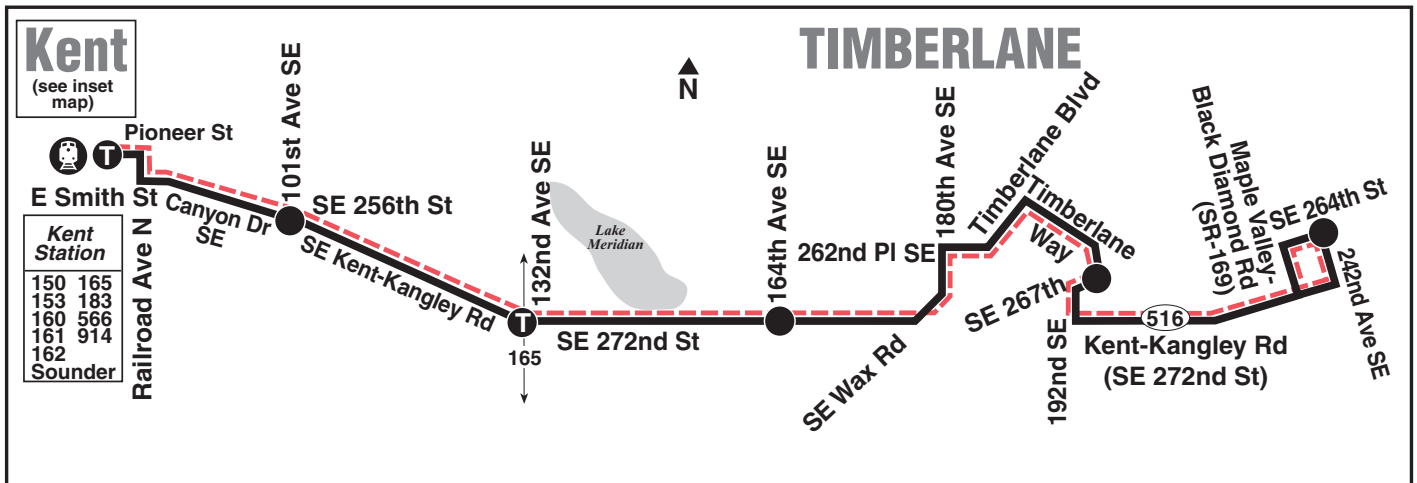 Kent
(see inset
map)
TIMBERLANE
N
Pioneer St
T
E Smith St
Railroad Ave N
Canyon Dr
SE
101st Ave SE
SE 256th St
SE Kent-Kangley Rd
132nd Ave SE
T
165
Lake
Meridian
SE 272nd St
164th Ave SE
SE Wax Rd
262nd Pl SE
180th Ave SE
Timberlane Blvd
Timberlane
Way
SE 267th
192nd SE
516
Kent-Kangley Rd
(SE 272nd St)
Maple Valley-
Black Diamond Rd
(SR-169)
SE 264th St
242nd Ave SE
Kent
Station
150 165
153 183
160 566
161 914
162
Sounder